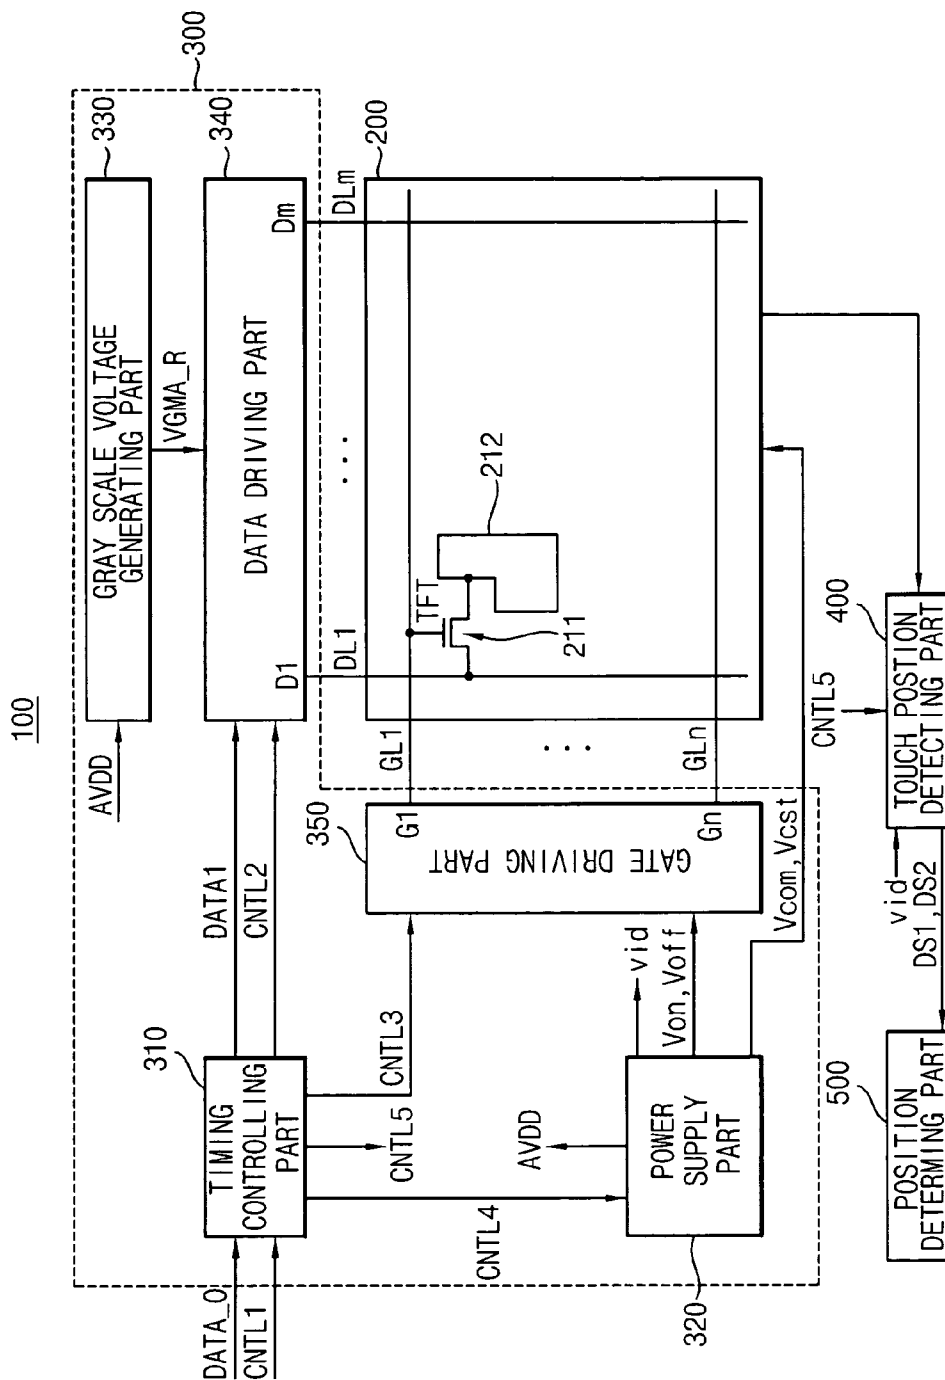 100
300
330
GRAY SCALE VOLTAGE
GENERATING PART
AVDD
VGMA_R
340
DATA DRIVING PART
D1
Dm
DATA_O
CNTL1
310
TIMING
CONTROLLING
PART
DATA1
CNTL2
CNTL3
CNTL5
CNTL4
DL1
...
DLm
200
350
GATE DRIVING PART
G1
Gn
GL1
...
GLn
TFT
211
212
AVDD
vid
Von,Voff
Vcom,Vcst
320
POWER
SUPPLY
PART
500
POSITION
DETERMING PART
vid
DS1,DS2
CNTL5
400
TOUCH POSTION
DETECTING PART